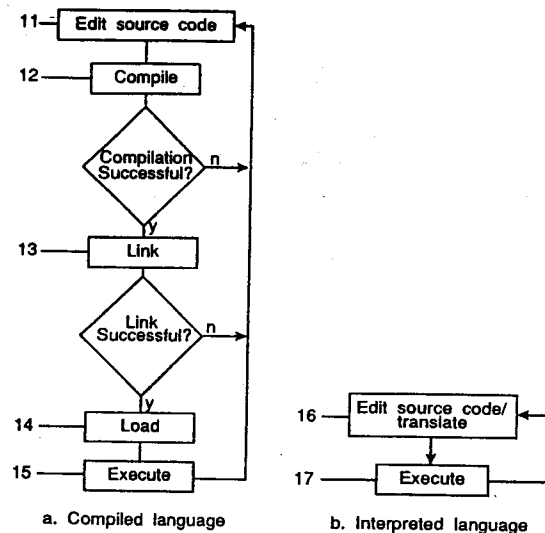 11 Edit source code
12 Compile
Compilation
Successful?
n
y
13 Link
Link
Successful?
n
y
14 Load
15 Execute
a. Compiled language
16 Edit source code/
translate
17 Execute
b. Interpreted language